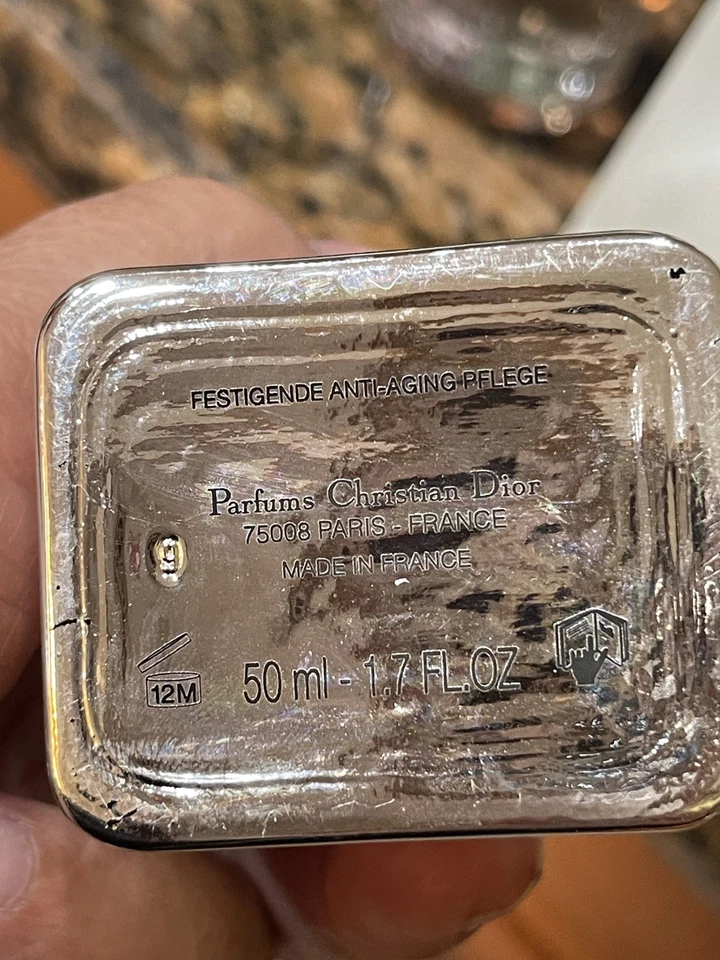 FESTIGENDE ANTI-AGING PFLEGE
Parfums Christian Dior
75008 PARIS - FRANCE
MADE IN FRANCE
12M
50 ml - 1.7 FL.OZ